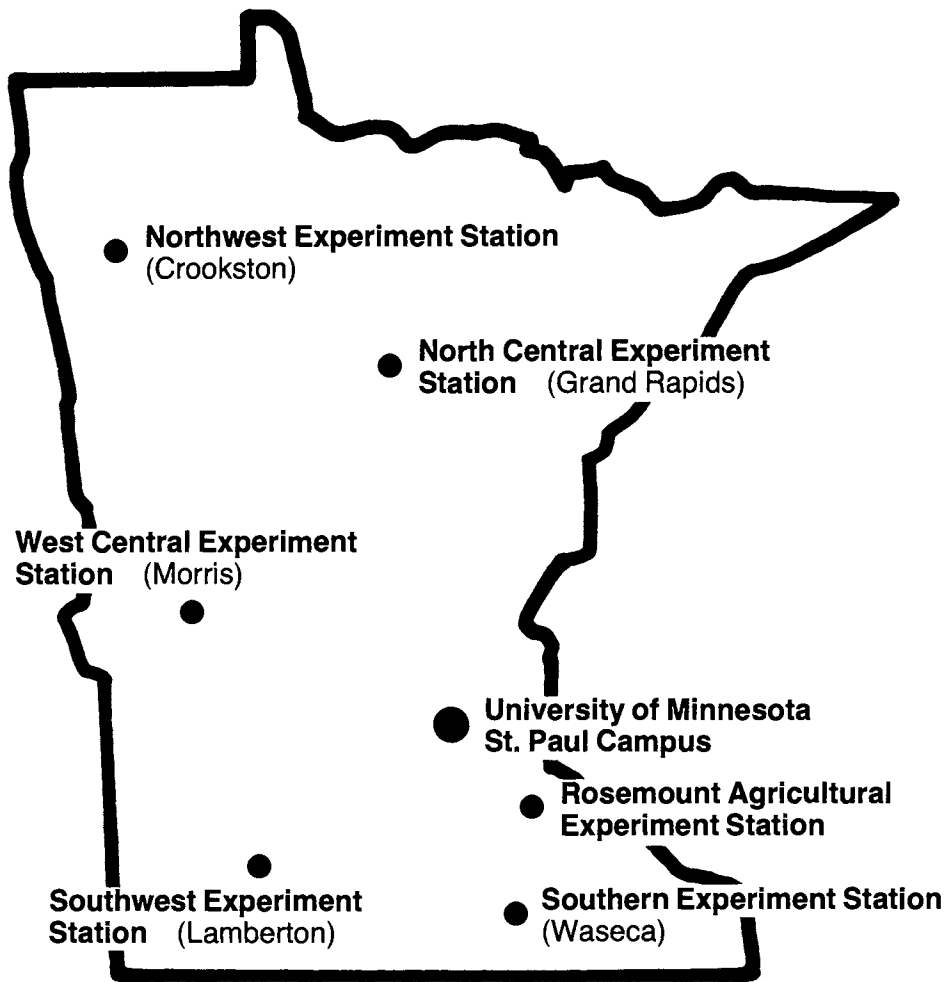 Northwest Experiment Station
(Crookston)
North Central Experiment
Station (Grand Rapids)
West Central Experiment
Station (Morris)
University of Minnesota
St. Paul Campus
Rosemount Agricultural
Experiment Station
Southwest Experiment
Station (Lamberton)
Southern Experiment Station
(Waseca)